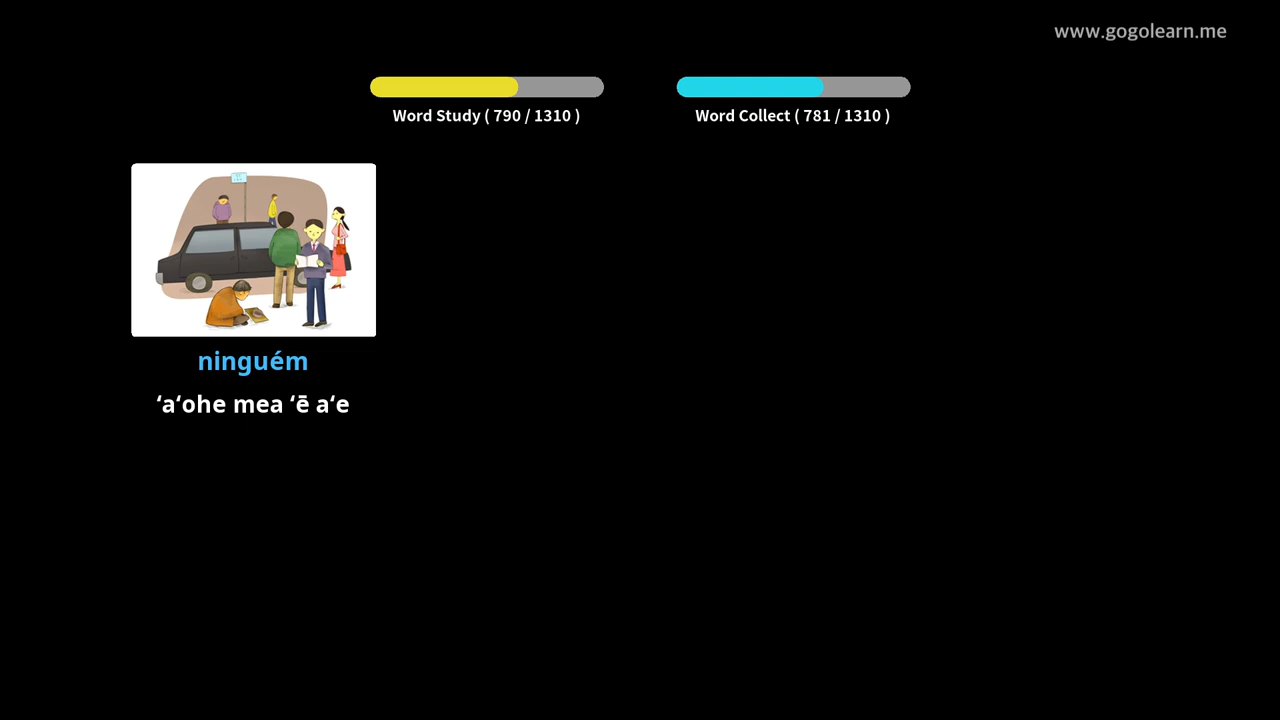 www.gogolearn.me
Word Study ( 790 / 1310 )
Word Collect ( 781 / 1310 )
ninguém
ʻaʻohe mea ʻē aʻe